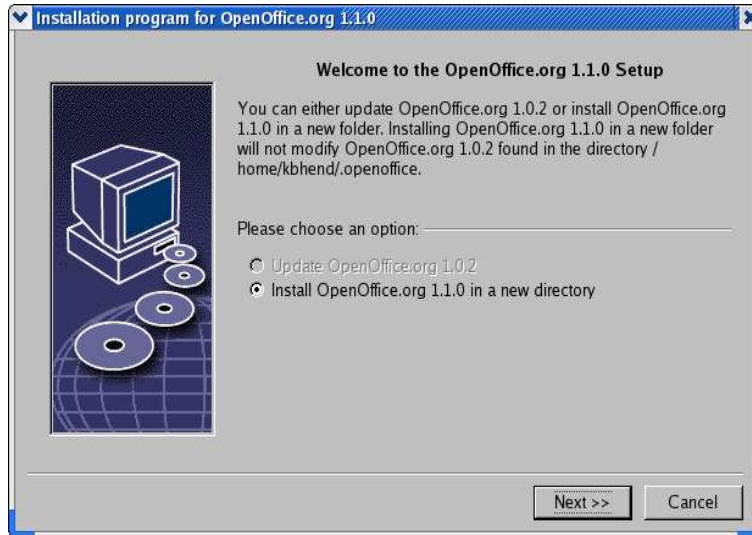 Installation program for OpenOffice.org 1.1.0
Welcome to the OpenOffice.org 1.1.0 Setup
You can either update OpenOffice.org 1.0.2 or install OpenOffice.org
1.1.0 in a new folder. Installing OpenOffice.org 1.1.0 in a new folder
will not modify OpenOffice.org 1.0.2 found in the directory /
home/kbhend/.openoffice.
Please choose an option:
Update OpenOffice.org 1.0.2
Install OpenOffice.org 1.1.0 in a new directory
Next >>
Cancel